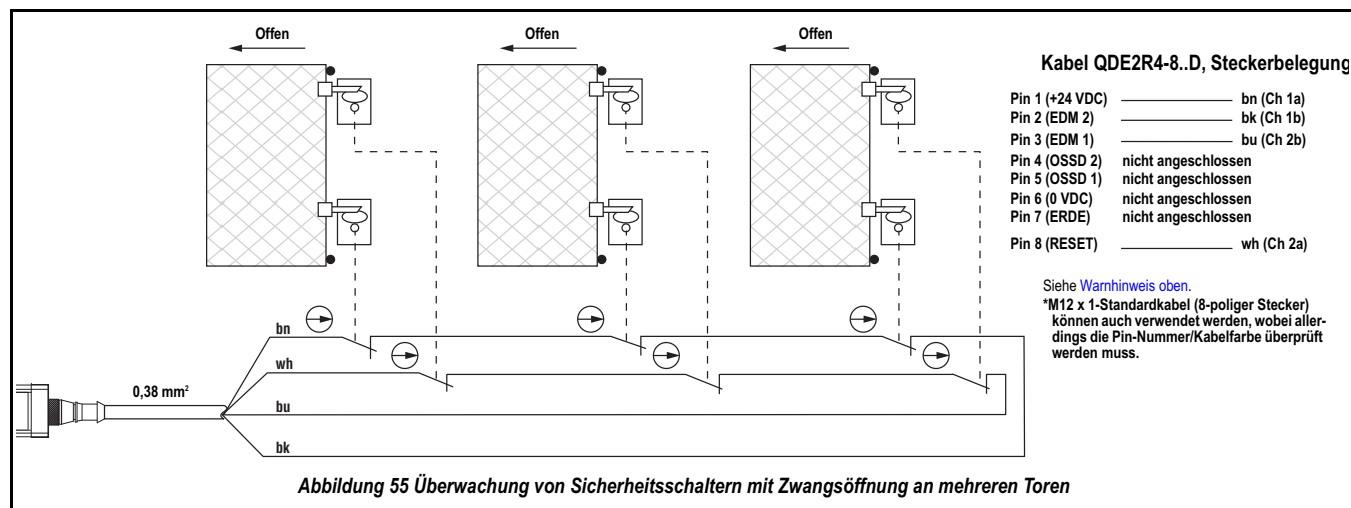 Offen
Offen
Offen
Kabel QDE2R4-8..D, Steckerbelegung
Pin 1 (+24 VDC) bn (Ch 1a)
Pin 2 (EDM 2) bk (Ch 1b)
Pin 3 (EDM 1) bu (Ch 2b)
Pin 4 (OSSD 2) nicht angeschlossen
Pin 5 (OSSD 1) nicht angeschlossen
Pin 6 (0 VDC) nicht angeschlossen
Pin 7 (ERDE) nicht angeschlossen
Pin 8 (RESET) wh (Ch 2a)
Siehe Warnhinweis oben.
*M12 x 1-Standardkabel (8-poliger Stecker)
können auch verwendet werden, wobei aller-
dings die Pin-Nummer/Kabelfarbe überprüft
werden muss.
bn
wh
0,38 mm²
bu
bk
Abbildung 55 Überwachung von Sicherheitsschaltern mit Zwangsöffnung an mehreren Toren